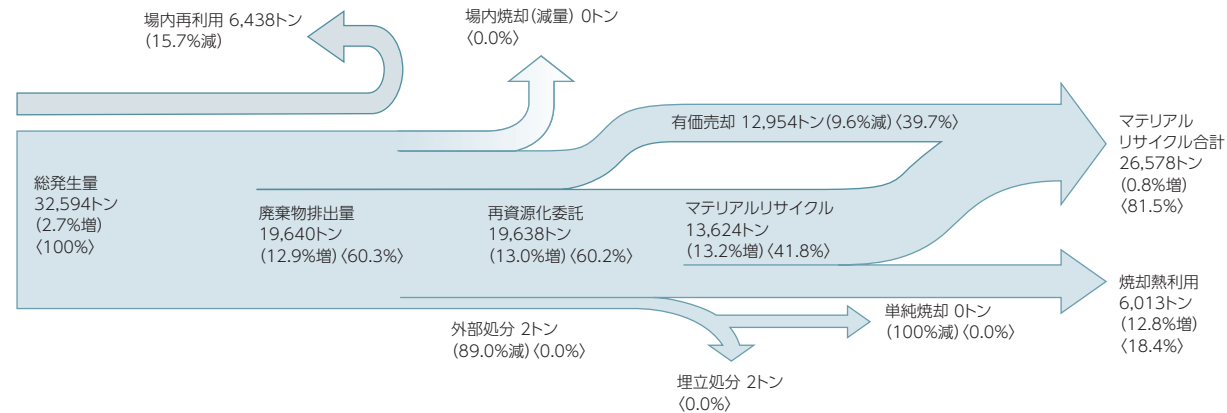 場内再利用 6,438トン
(15.7%減)
場内焼却(減量) 0トン
〈0.0%〉
有価売却 12,954トン(9.6%減)〈39.7%〉
マテリアル
リサイクル合計
26,578トン
(0.8%増)
〈81.5%〉
総発生量
32,594トン
(2.7%増)
〈100%〉
廃棄物排出量
19,640トン
(12.9%増)〈60.3%〉
再資源化委託
19,638トン
(13.0%増)〈60.2%〉
マテリアルリサイクル
13,624トン
(13.2%増)〈41.8%〉
焼却熱利用
6,013トン
(12.8%増)
〈18.4%〉
外部処分 2トン
(89.0%減)〈0.0%〉
単純焼却 0トン
(100%減)〈0.0%〉
埋立処分 2トン
〈0.0%〉